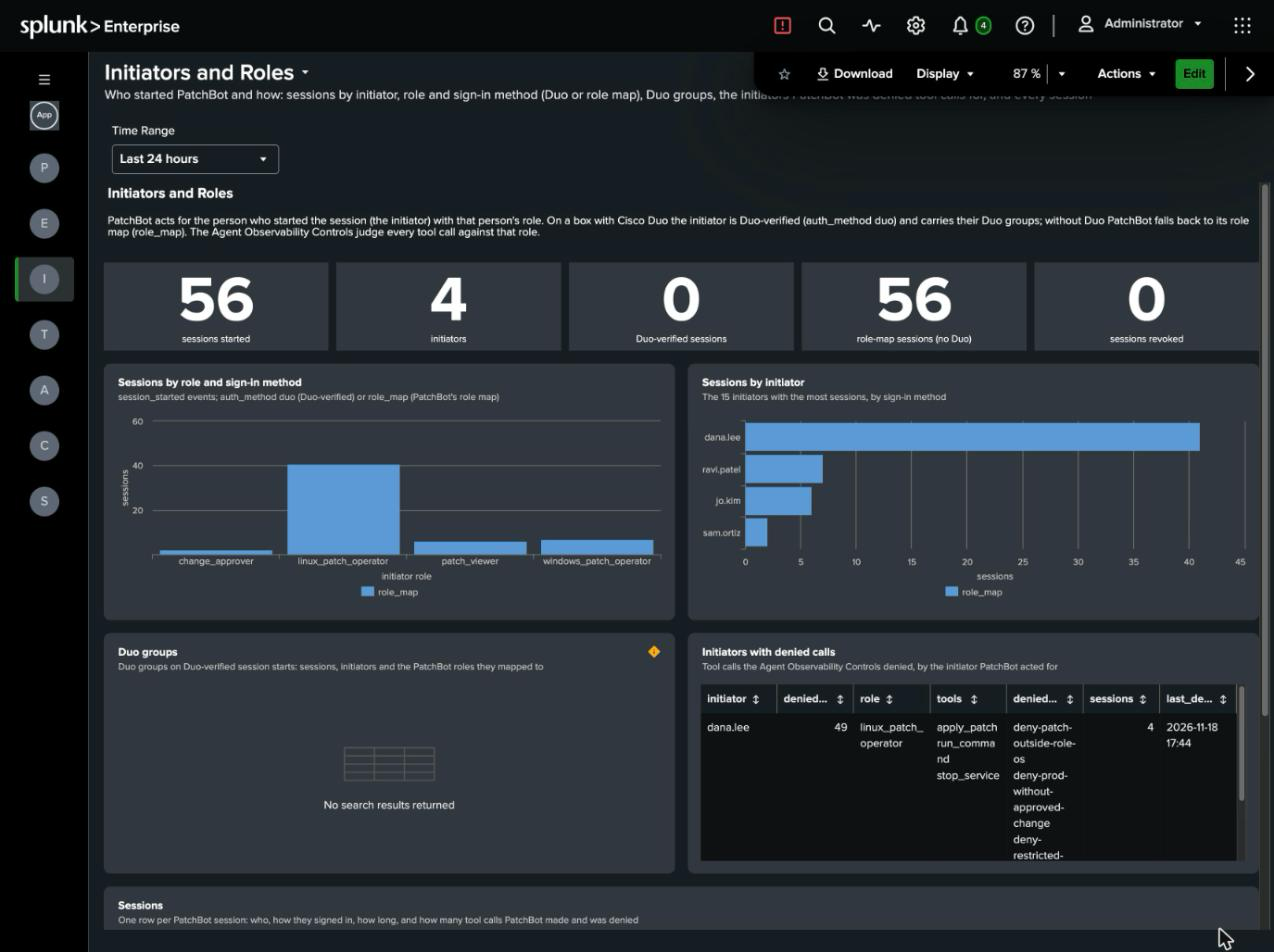 splunk> Enterprise
4
Administrator
Initiators and Roles
Download
Display
87 %
Actions
Edit
Who started PatchBot and how: sessions by initiator, role and sign-in method (Duo or role map), Duo groups, the initiators PatchBot was denied tool calls for, and every session
App
P
E
I
T
A
C
S
Time Range
Last 24 hours
Initiators and Roles
PatchBot acts for the person who started the session (the initiator) with that person's role. On a box with Cisco Duo the initiator is Duo-verified (auth_method duo) and carries their Duo groups; without Duo PatchBot falls back to its role
map (role_map). The Agent Observability Controls judge every tool call against that role.
56
sessions started
4
initiators
0
Duo-verified sessions
56
role-map sessions (no Duo)
0
sessions revoked
Sessions by role and sign-in method
session_started events; auth_method duo (Duo-verified) or role_map (PatchBot's role map)
60
40
20
sessions
change_approver
linux_patch_operator
patch_viewer
windows_patch_operator
initiator role
role_map
Sessions by initiator
The 15 initiators with the most sessions, by sign-in method
dana.lee
ravi.patel
jo.kim
sam.ortiz
0 5 10 15 20 25 30 35 40 45
sessions
role_map
Duo groups
Duo groups on Duo-verified session starts: sessions, initiators and the PatchBot roles they mapped to
No search results returned
Initiators with denied calls
Tool calls the Agent Observability Controls denied, by the initiator PatchBot acted for
initiator denied... role tools denied... sessions last_de...
dana.lee
49
linux_patch_
operator
apply_patch
run_comma
nd
stop_service
deny-patch-
outside-role-
os
deny-prod-
without-
approved-
change
deny-
restricted-
4
2026-11-18
17:44
Sessions
One row per PatchBot session: who, how they signed in, how long, and how many tool calls PatchBot made and was denied